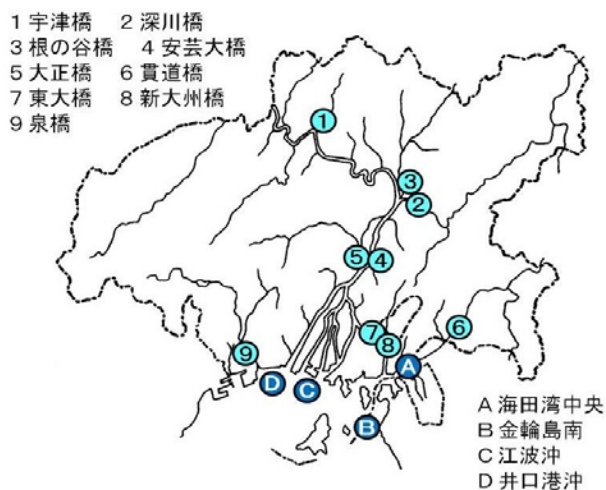 1 宇津橋 2 深川橋
3 根の谷橋 4 安芸大橋
5 大正橋 6 貫道橋
7 東大橋 8 新大州橋
9 泉橋
1
3
2
5 4
6
7
8
9
A
D
C
B
A 海田湾中央
B 金輪島南
C 江波沖
D 井口港沖